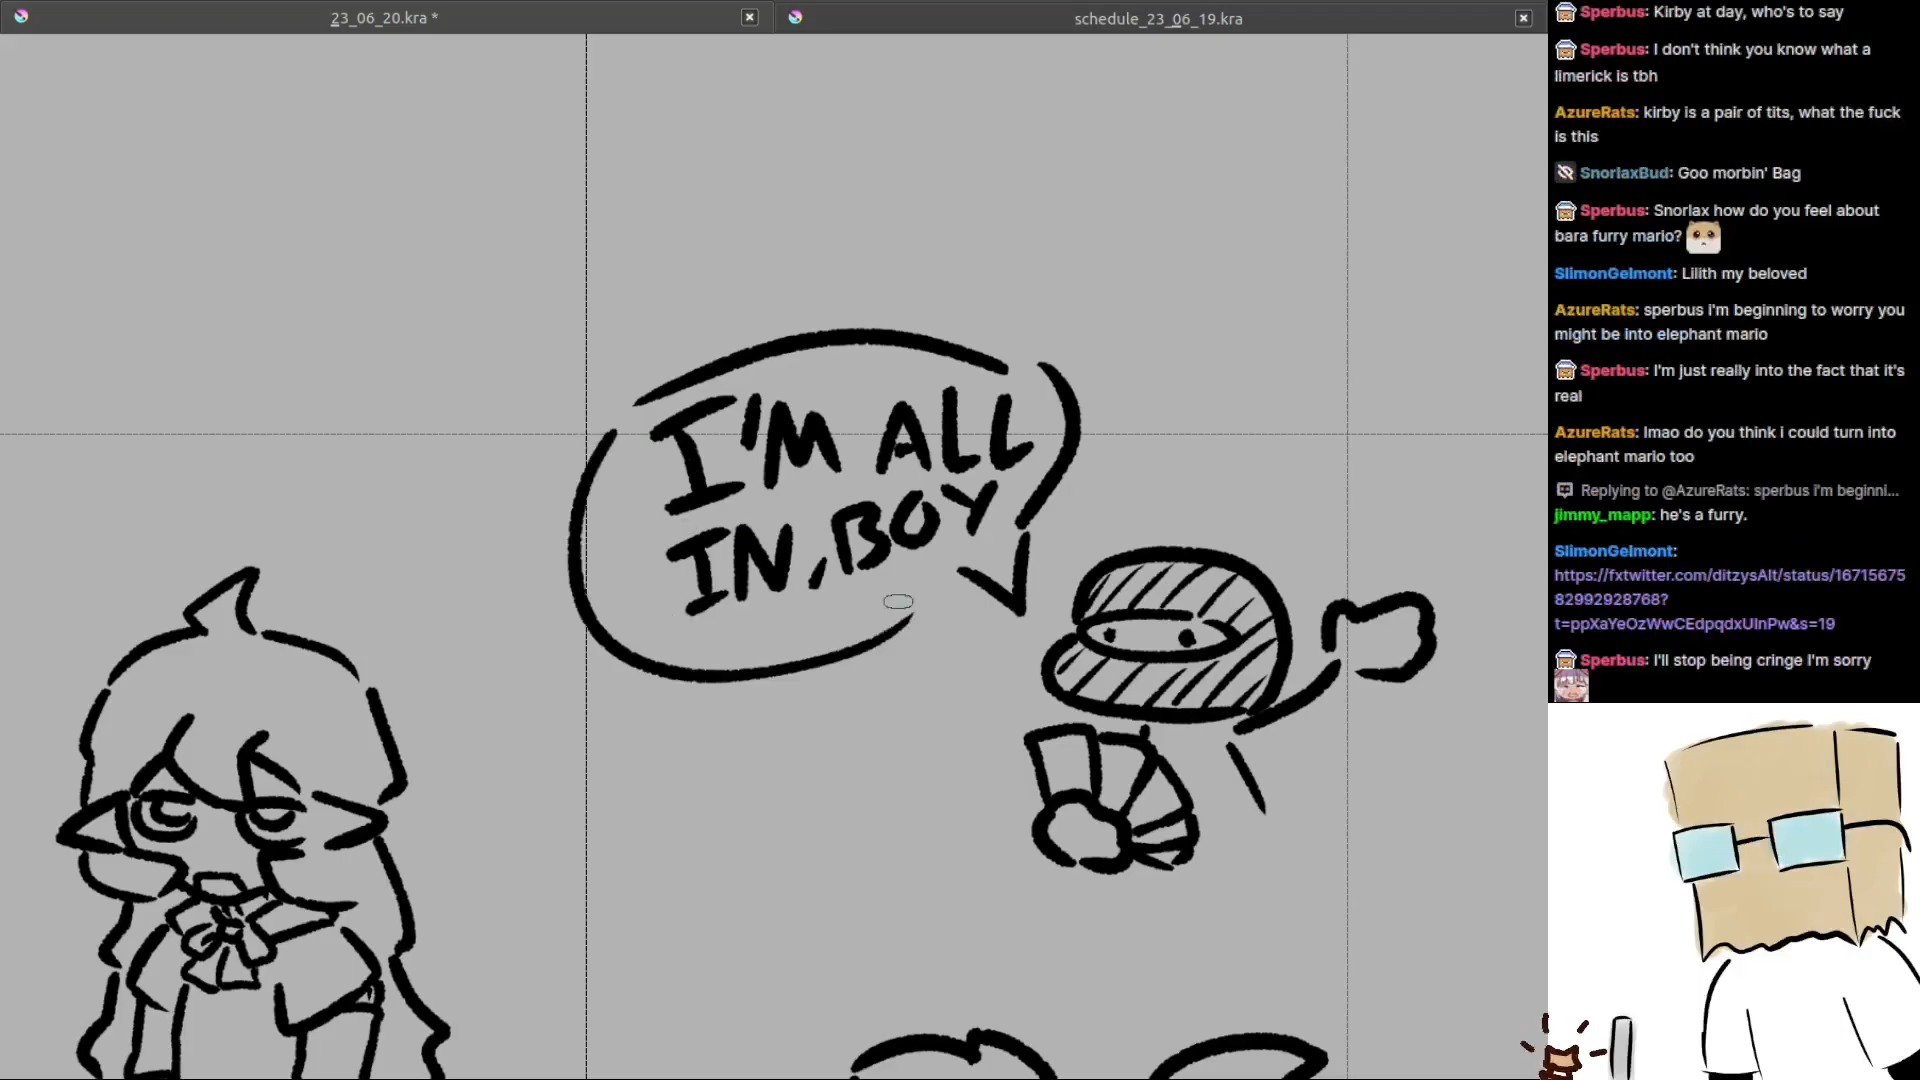 23_06_20.kra *
schedule_23_06_19.kra
I'M ALL
IN, BOY
Sperbus: Kirby at day, who's to say
Sperbus: I don't think you know what a
limerick is tbh
AzureRats: kirby is a pair of tits, what the fuck
is this
SnorlaxBud: Goo morbin' Bag
Sperbus: Snorlax how do you feel about
bara furry mario?
SlimonGelmont: Lilith my beloved
AzureRats: sperbus i'm beginning to worry you
might be into elephant mario
Sperbus: I'm just really into the fact that it's
real
AzureRats: lmao do you think i could turn into
elephant mario too
Replying to @AzureRats: sperbus i'm beginni...
jimmy_mapp: he's a furry.
SlimonGelmont:
https://fxtwitter.com/ditzysAlt/status/16715675
82992928768?
t=ppXaYeOzWwCEdpqdxUlnPw&s=19
Sperbus: I'll stop being cringe I'm sorry